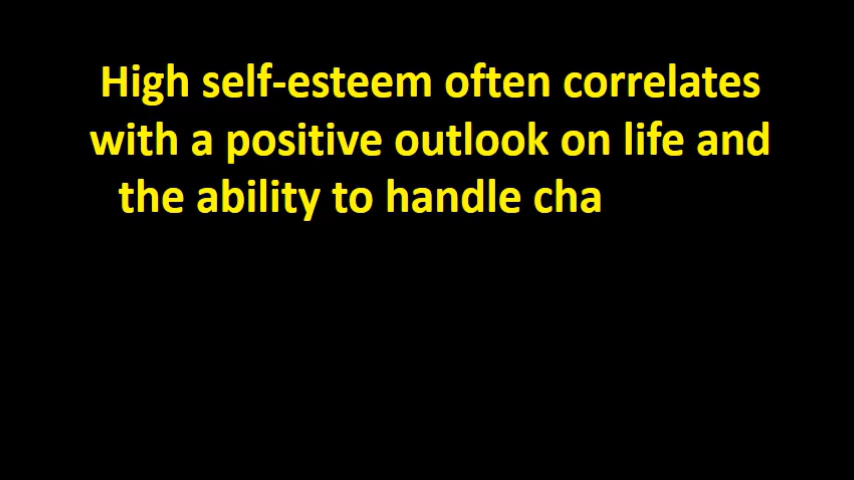 High self-esteem often correlates
with a positive outlook on life and
the ability to handle cha